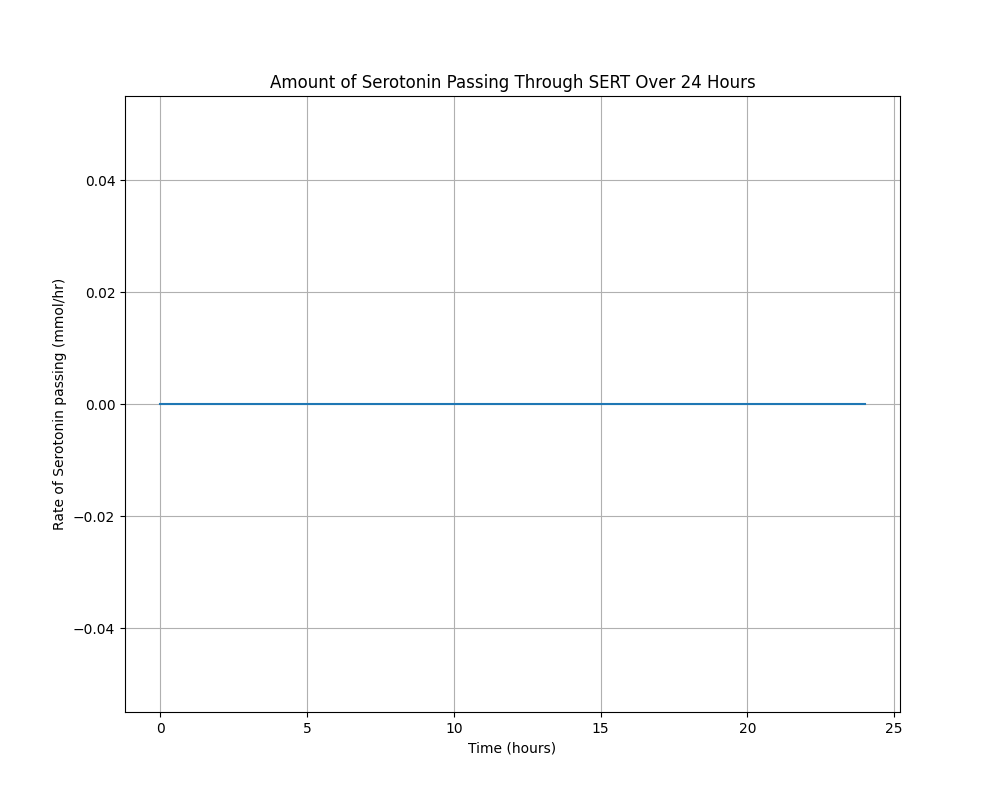 Amount of Serotonin Passing Through SERT Over 24 Hours
Rate of Serotonin passing (mmol/hr)
0.04
0.02
0.00
−0.02
−0.04
0 5 10 15 20 25
Time (hours)